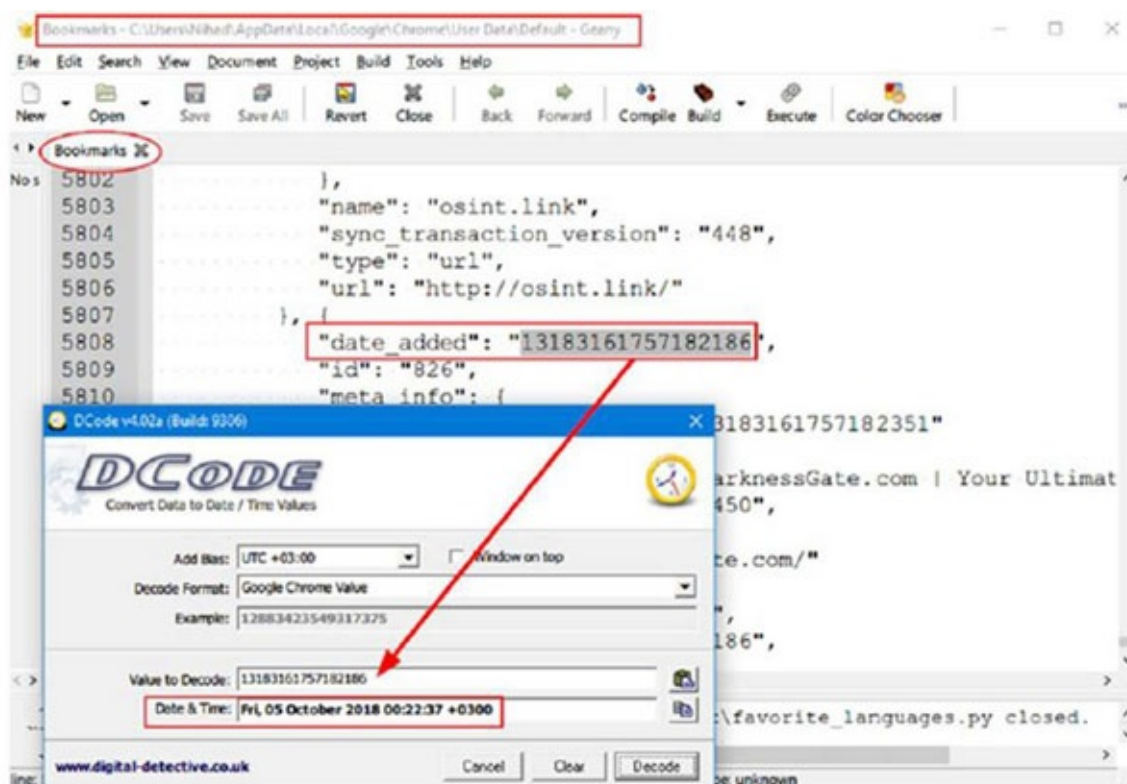 Bookmarks - C:\Users\Nihad\AppData\Local\Google\Chrome\User Data\Default - Geany
File Edit Search View Document Project Build Tools Help
New Open Save Save All Revert Close Back Forward Compile Build Execute Color Chooser
Bookmarks
No s
5802 },
5803 "name": "osint.link",
5804 "sync_transaction_version": "448",
5805 "type": "url",
5806 "url": "http://osint.link/"
5807 }, {
5808 "date_added": "13183161757182186",
5809 "id": "826",
5810 "meta_info": {
3183161757182351"
arknessGate.com | Your Ultimat
450",
te.com/"
",
186",
DCode v4.02a (Build: 9306)
DCODE
Convert Data to Date / Time Values
Add Bias: UTC +03:00 Window on top
Decode Format: Google Chrome Value
Example: 12883423549317375
Value to Decode: 13183161757182186
Date & Time: Fri, 05 October 2018 00:22:37 +0300
www.digital-detective.co.uk Cancel Clear Decode
:\favorite_languages.py closed.
line: pe: unknown